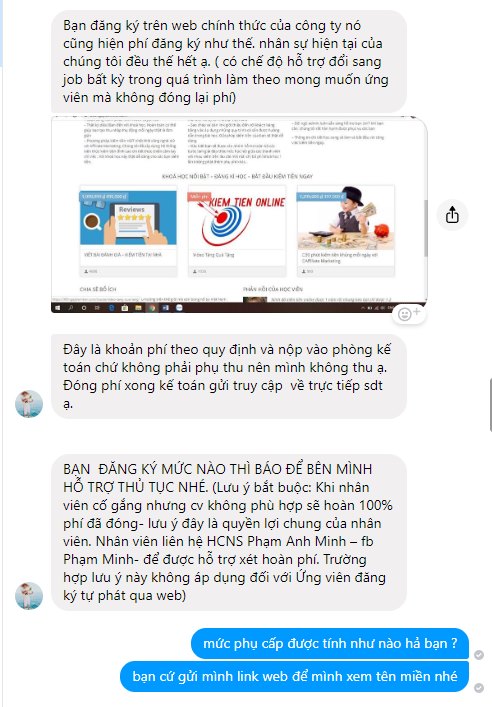 Bạn đăng ký trên web chính thức của công ty nó
cũng hiện phí đăng ký như thế. nhân sự hiện tại của
chúng tôi đều thế hết ạ. ( có chế độ hỗ trợ đổi sang
job bất kỳ trong quá trình làm theo mong muốn ứng
viên mà không đóng lại phí)
KHOÁ HỌC NỔI BẬT - ĐĂNG KÍ HỌC - BẮT ĐẦU KIẾM TIỀN NGAY
Reviews
Miễn phí
KIEM TIEN ONLINE
VIẾT BÀI ĐÁNH GIÁ – KIẾM TIỀN TẠI NHÀ
Video Tặng Quà Tặng
CHIA SẺ BỔ ÍCH
PHẢN HỒI CỦA HỌC VIÊN
Đây là khoản phí theo quy định và nộp vào phòng kế
toán chứ không phải phụ thu nên mình không thu ạ.
Đóng phí xong kế toán gửi truy cập về trực tiếp sdt
ạ.
BẠN ĐĂNG KÝ MỨC NÀO THÌ BÁO ĐỂ BÊN MÌNH
HỖ TRỢ THỦ TỤC NHÉ. (Lưu ý bắt buộc: Khi nhân
viên cố gắng nhưng cv không phù hợp sẽ hoàn 100%
phí đã đóng- lưu ý đây là quyền lợi chung của nhân
viên. Nhân viên liên hệ HCNS Phạm Anh Minh – fb
Phạm Minh- để được hỗ trợ xét hoàn phí. Trường
hợp lưu ý này không áp dụng đối với Ứng viên đăng
ký tự phát qua web)
mức phụ cấp được tính như nào hả bạn ?
bạn cứ gửi mình link web để mình xem tên miền nhé